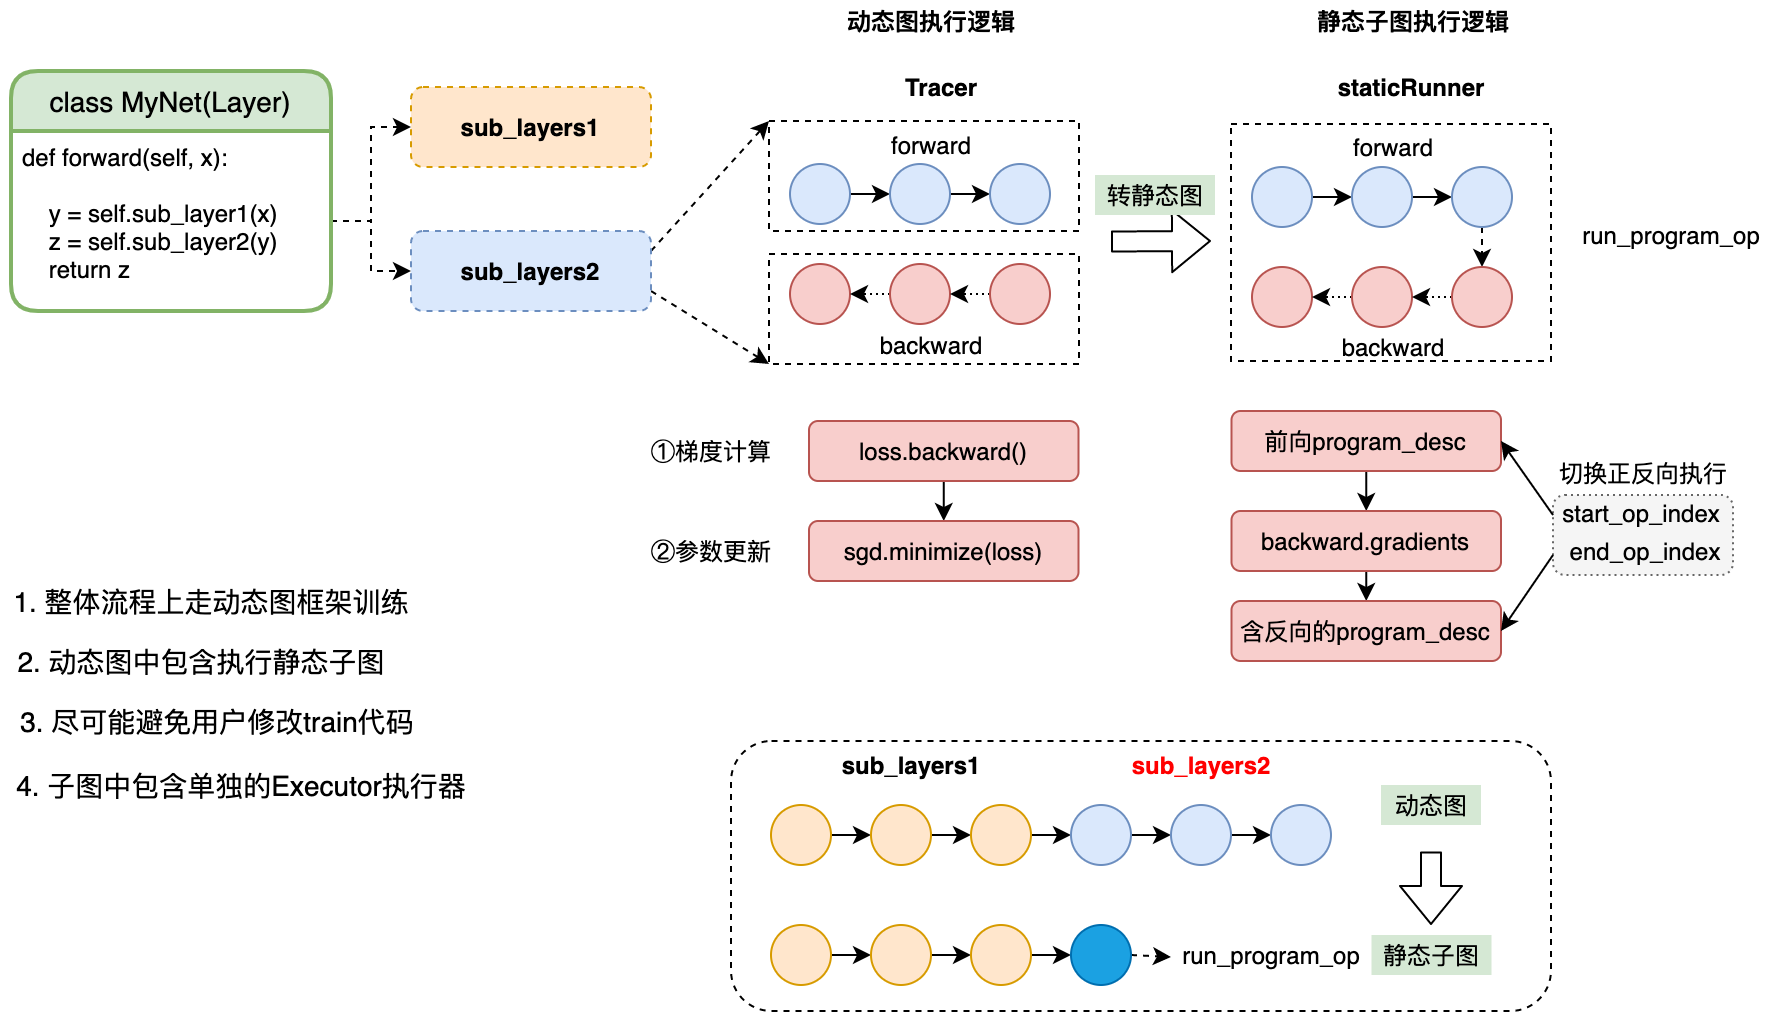 动态图执行逻辑
静态子图执行逻辑
class MyNet(Layer)
def forward(self, x):
y = self.sub_layer1(x)
z = self.sub_layer2(y)
return z
sub_layers1
sub_layers2
Tracer
forward
backward
转静态图
staticRunner
forward
backward
run_program_op
①梯度计算
loss.backward()
②参数更新
sgd.minimize(loss)
前向program_desc
backward.gradients
含反向的program_desc
切换正反向执行
start_op_index
end_op_index
1. 整体流程上走动态图框架训练
2. 动态图中包含执行静态子图
3. 尽可能避免用户修改train代码
4. 子图中包含单独的Executor执行器
sub_layers1
sub_layers2
动态图
run_program_op
静态子图